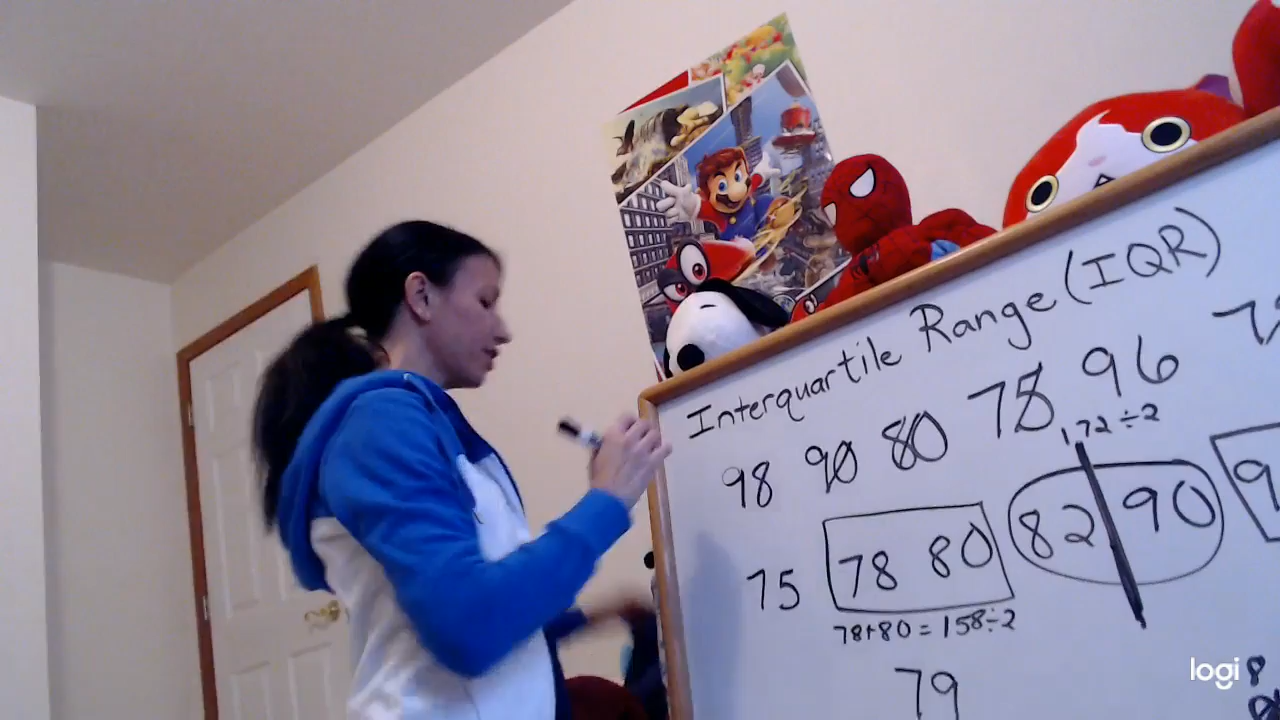 Interquartile Range (IQR)
98 90 80 78 96
172÷2
75 78 80 82 90
78+80=158÷2
79
logi